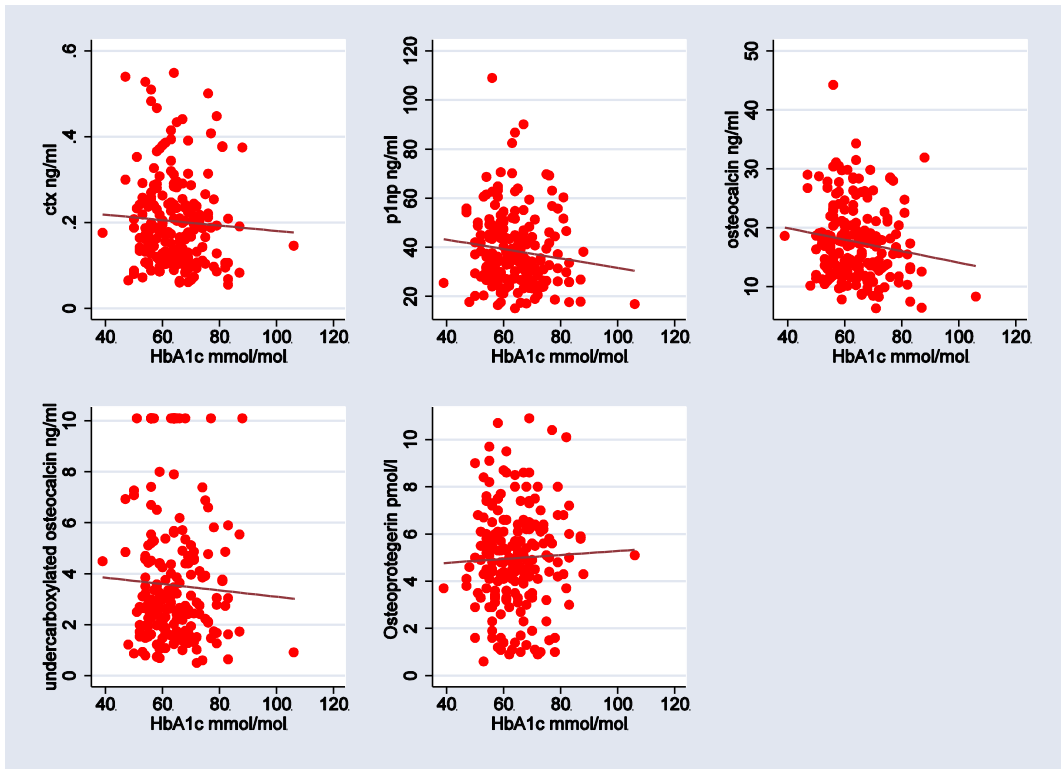 ctx ng/ml
0 .2 .4 .6
40. 60. 80. 100. 120.
HbA1c mmol/mol.
p1np ng/ml
20 40 60 80 100 120
40. 60. 80. 100. 120.
HbA1c mmol/mol.
osteocalcin ng/ml
10 20 30 40 50
40. 60. 80. 100. 120.
HbA1c mmol/mol.
undercarboxylated osteocalcin ng/ml
0 2 4 6 8 10
40. 60. 80. 100. 120.
HbA1c mmol/mol.
Osteoprotegerin pmol/l
0 2 4 6 8 10
40. 60. 80. 100. 120.
HbA1c mmol/mol.